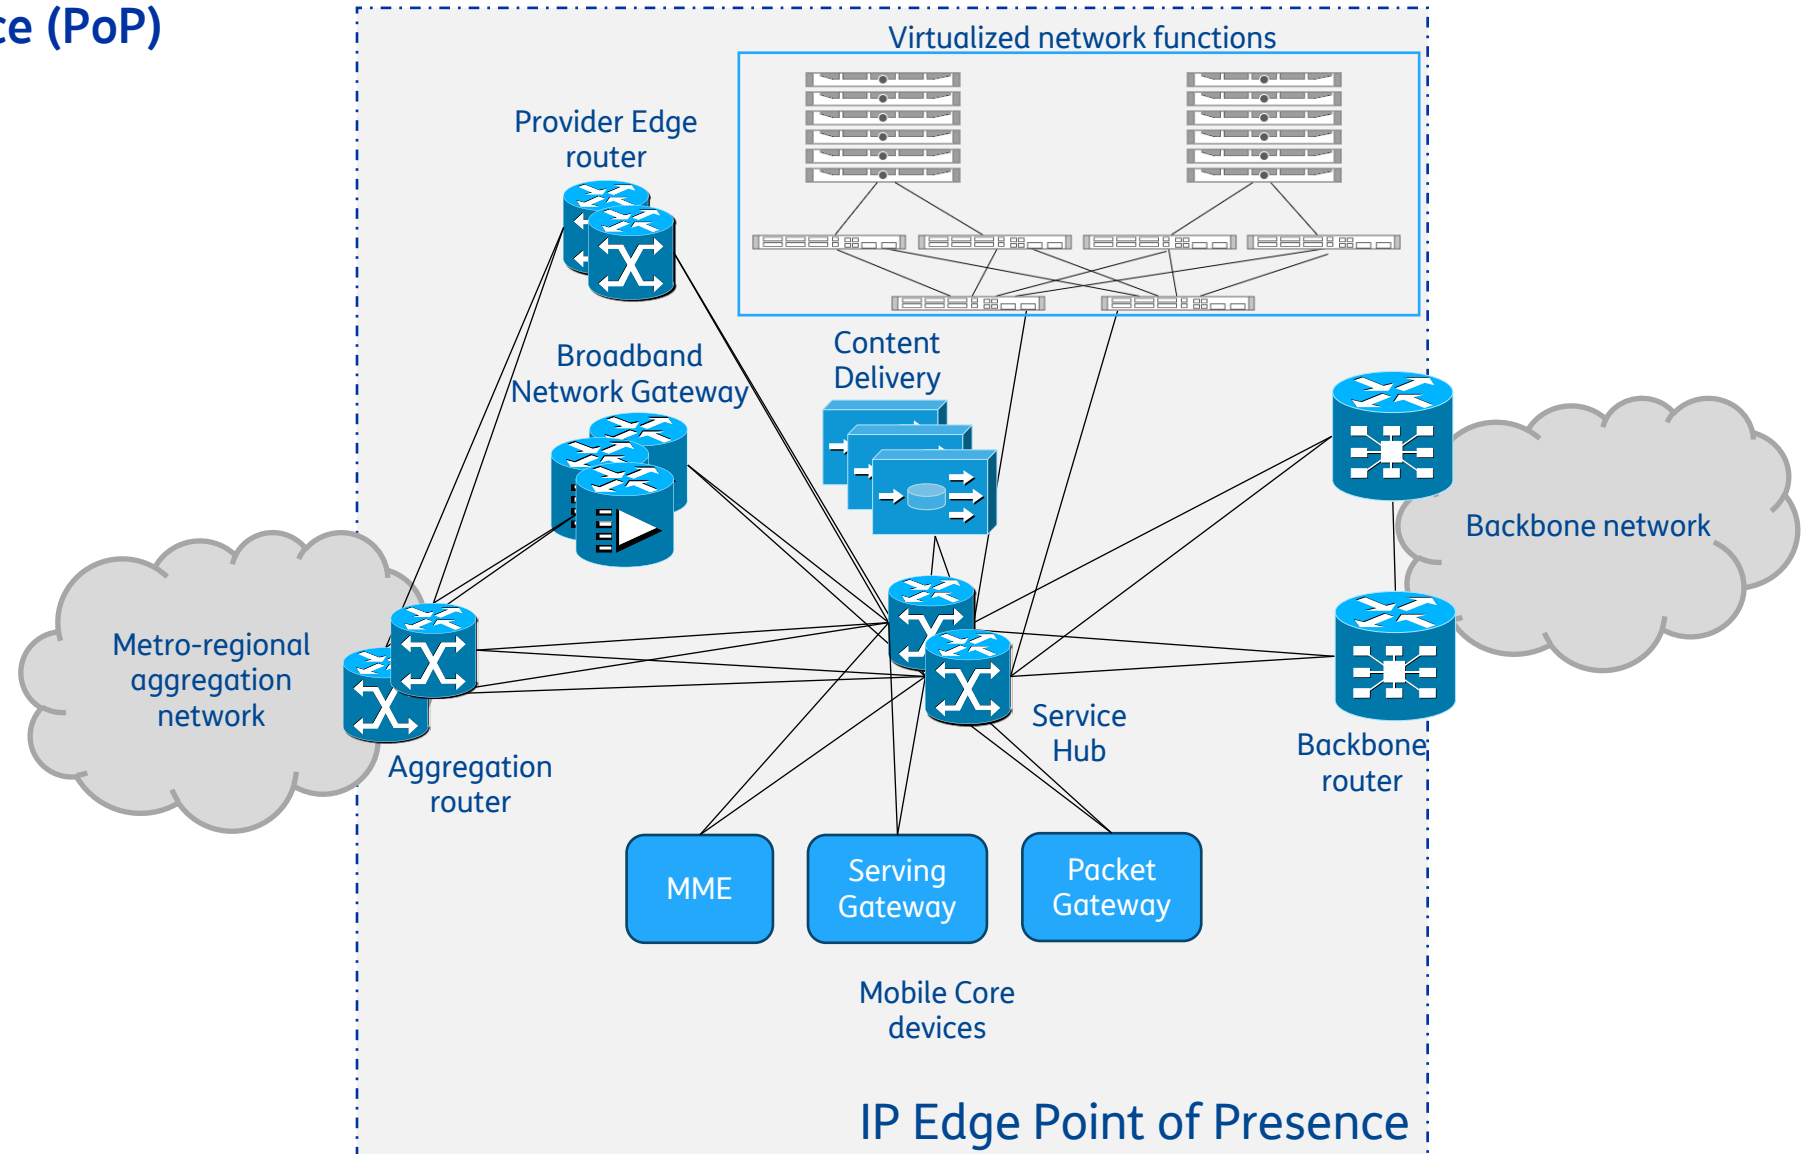 ce (PoP)
Virtualized network functions
Provider Edge
router
Broadband
Network Gateway
Content
Delivery
Backbone network
Metro-regional
aggregation
network
Aggregation
router
Service
Hub
Backbone
router
MME
Serving
Gateway
Packet
Gateway
Mobile Core
devices
IP Edge Point of Presence